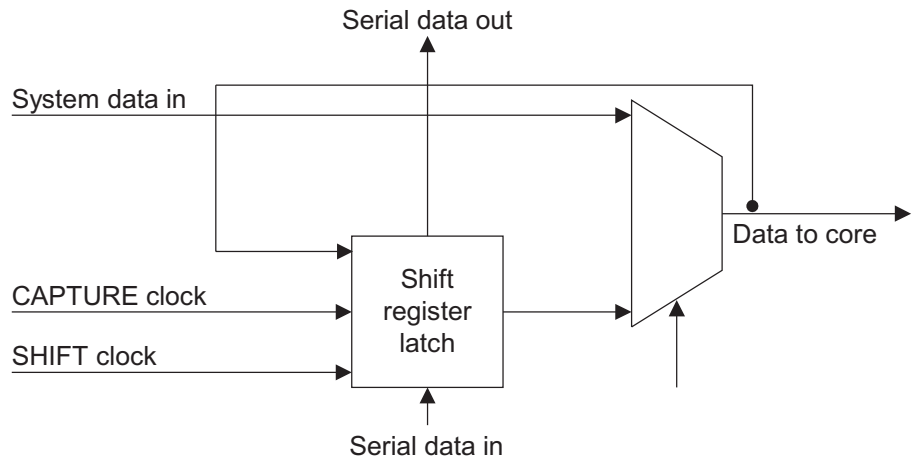 Serial data out
System data in
Data to core
Shift
register
latch
CAPTURE clock
SHIFT clock
Serial data in